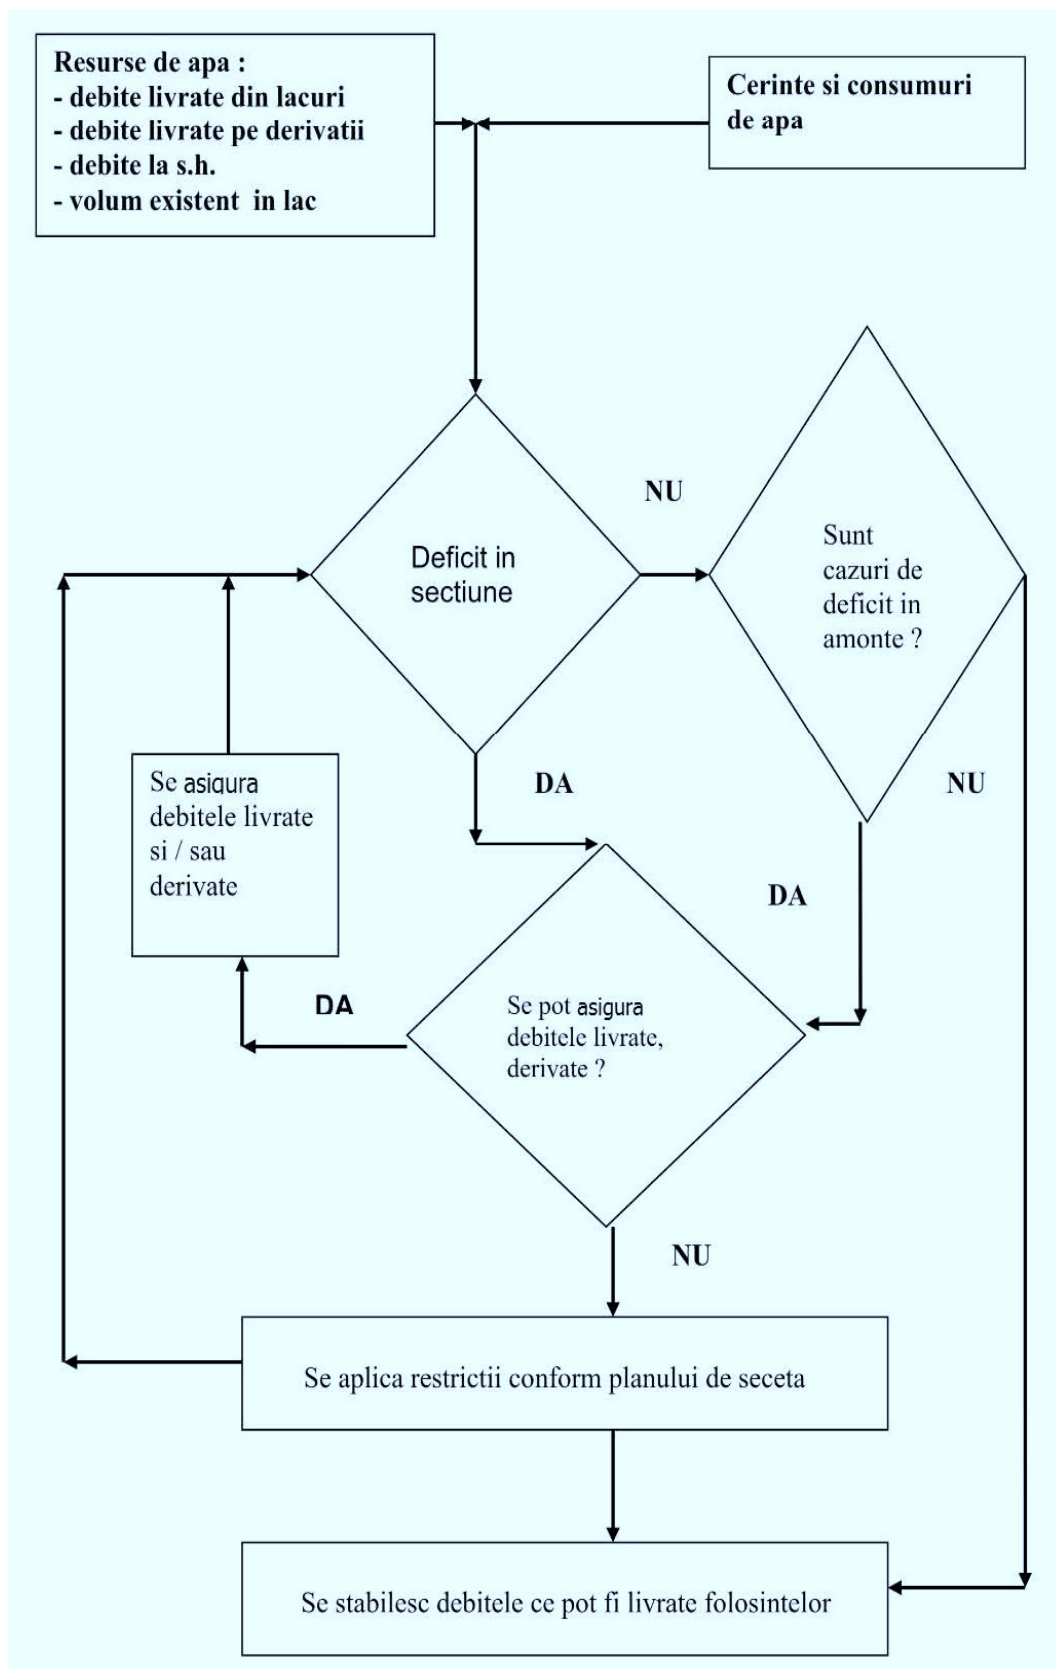 Resurse de apa :
- debite livrate din lacuri
- debite livrate pe derivatii
- debite la s.h.
- volum existent in lac
Cerinte si consumuri
de apa
NU
Deficit in
sectiune
Sunt
cazuri de
deficit in
amonte ?
DA
NU
Se asigura
debitele livrate
si / sau
derivate
DA
DA
Se pot asigura
debitele livrate,
derivate ?
NU
Se aplica restrictii conform planului de seceta
Se stabilesc debitele ce pot fi livrate folosintelor